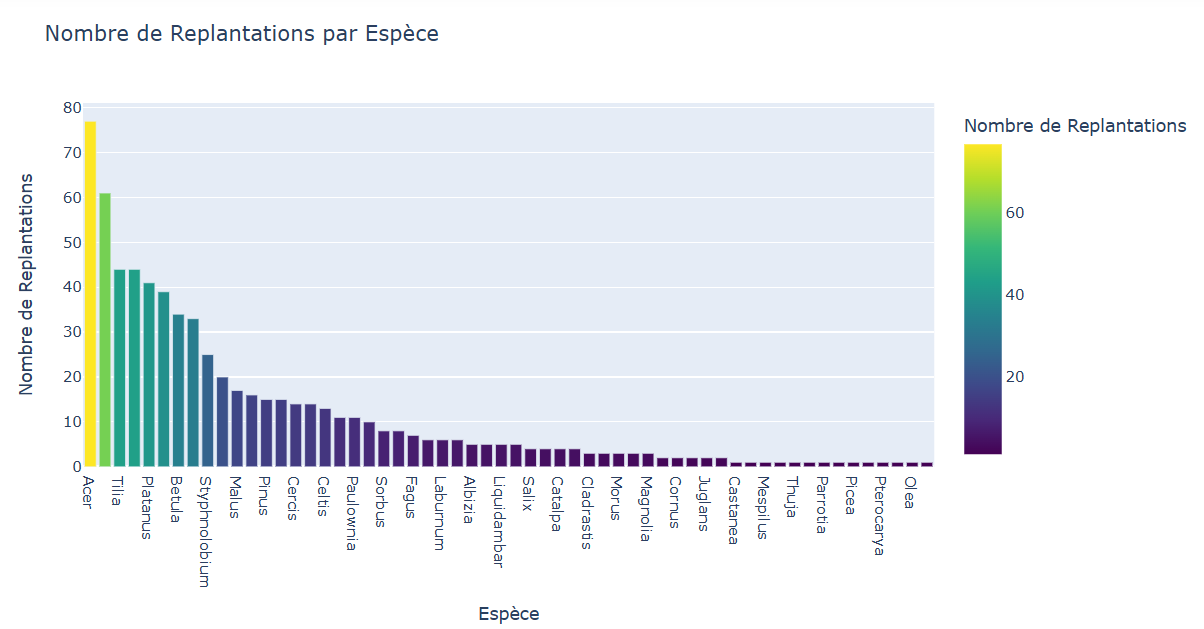 Nombre de Replantations par Espèce
Nombre de Replantations
80
70
60
50
40
30
20
10
0
Acer
Tilia
Platanus
Betula
Styphnolobium
Malus
Pinus
Cercis
Celtis
Paulownia
Sorbus
Fagus
Laburnum
Albizia
Liquidambar
Salix
Catalpa
Cladrastis
Morus
Magnolia
Cornus
Juglans
Castanea
Mespilus
Thuja
Parrotia
Picea
Pterocarya
Olea
Espèce
Nombre de Replantations
60
40
20